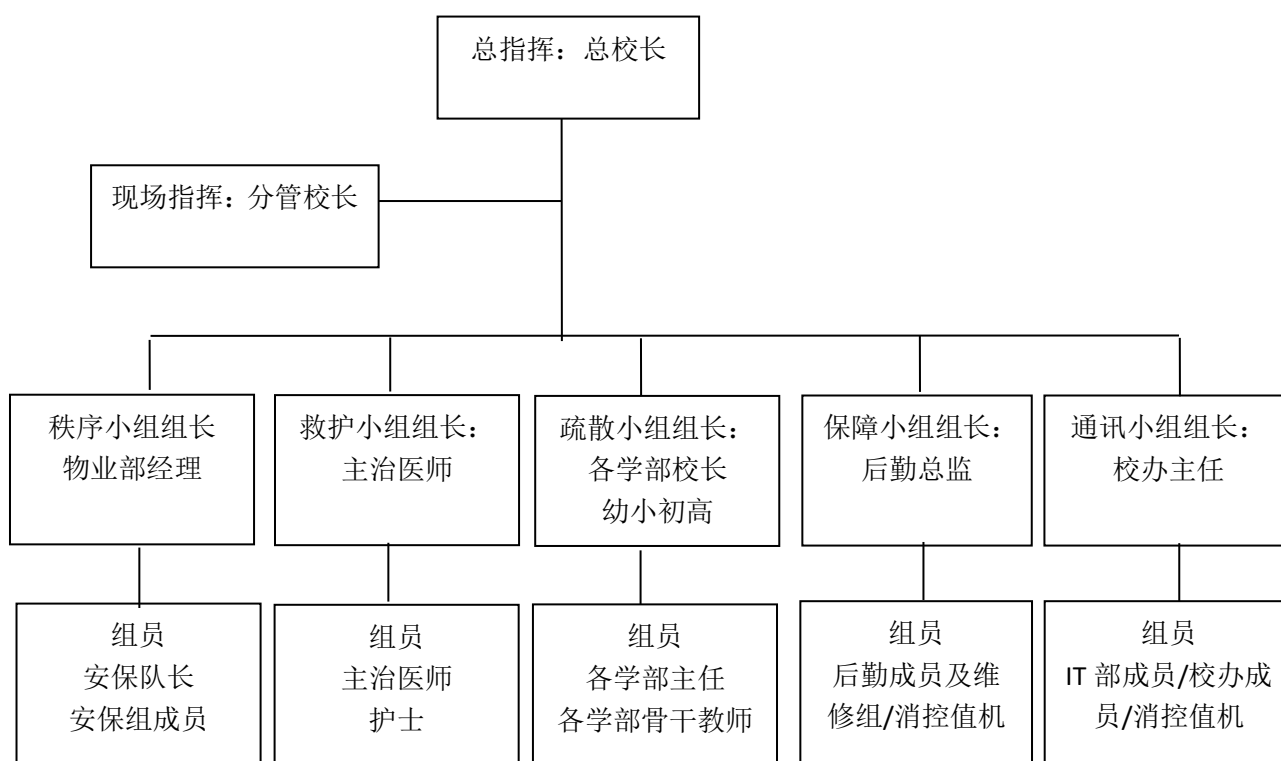 总指挥：总校长
现场指挥：分管校长
秩序小组组长
物业部经理
救护小组组长：
主治医师
疏散小组组长：
各学部校长
幼小初高
保障小组组长：
后勤总监
通讯小组组长：
校办主任
组员
安保队长
安保组成员
组员
主治医师
护士
组员
各学部主任
各学部骨干教师
组员
后勤成员及维
修组/消控值机
组员
IT 部成员/校办成
员/消控值机